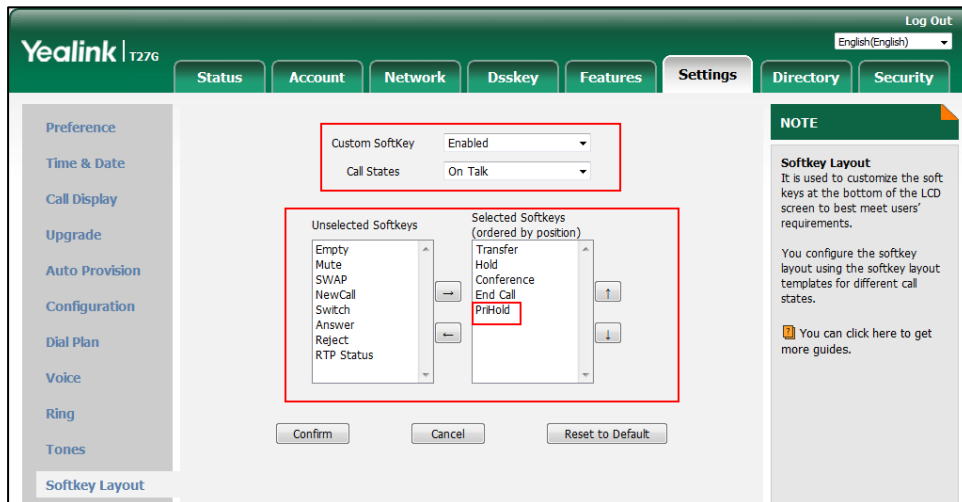 Log Out
Yealink T27G
English(English)
Status
Account
Network
Dsskey
Features
Settings
Directory
Security
Preference
Time & Date
Call Display
Upgrade
Auto Provision
Configuration
Dial Plan
Voice
Ring
Tones
Softkey Layout
Custom SoftKey Enabled
Call States On Talk
Unselected Softkeys
Empty
Mute
SWAP
NewCall
Switch
Answer
Reject
RTP Status
→
←
Selected Softkeys
(ordered by position)
Transfer
Hold
Conference
End Call
PriHold
↑
↓
Confirm
Cancel
Reset to Default
NOTE
Softkey Layout
It is used to customize the soft
keys at the bottom of the LCD
screen to best meet users'
requirements.
You configure the softkey
layout using the softkey layout
templates for different call
states.
? You can click here to get
more guides.